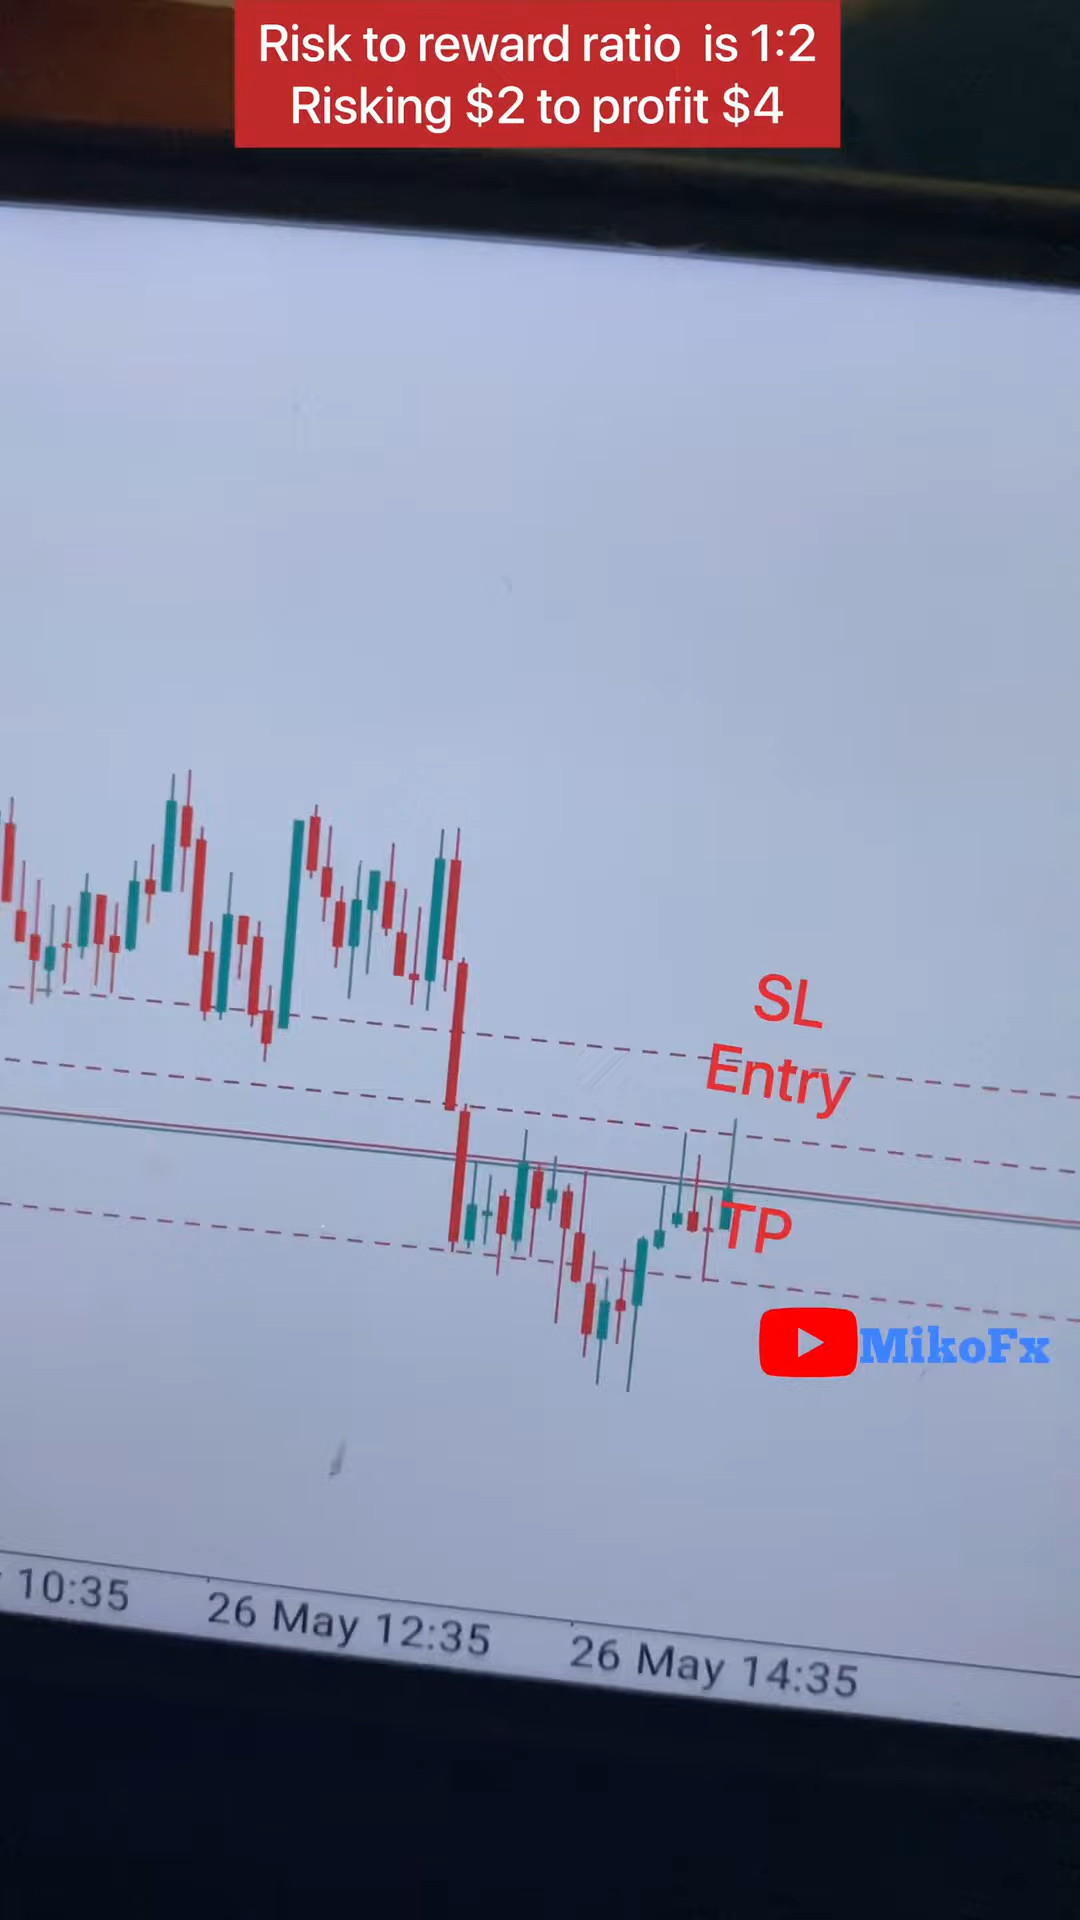 Risk to reward ratio is 1:2
Risking $2 to profit $4
SL
Entry
TP
MikoFx
10:35
26 May 12:35
26 May 14:35